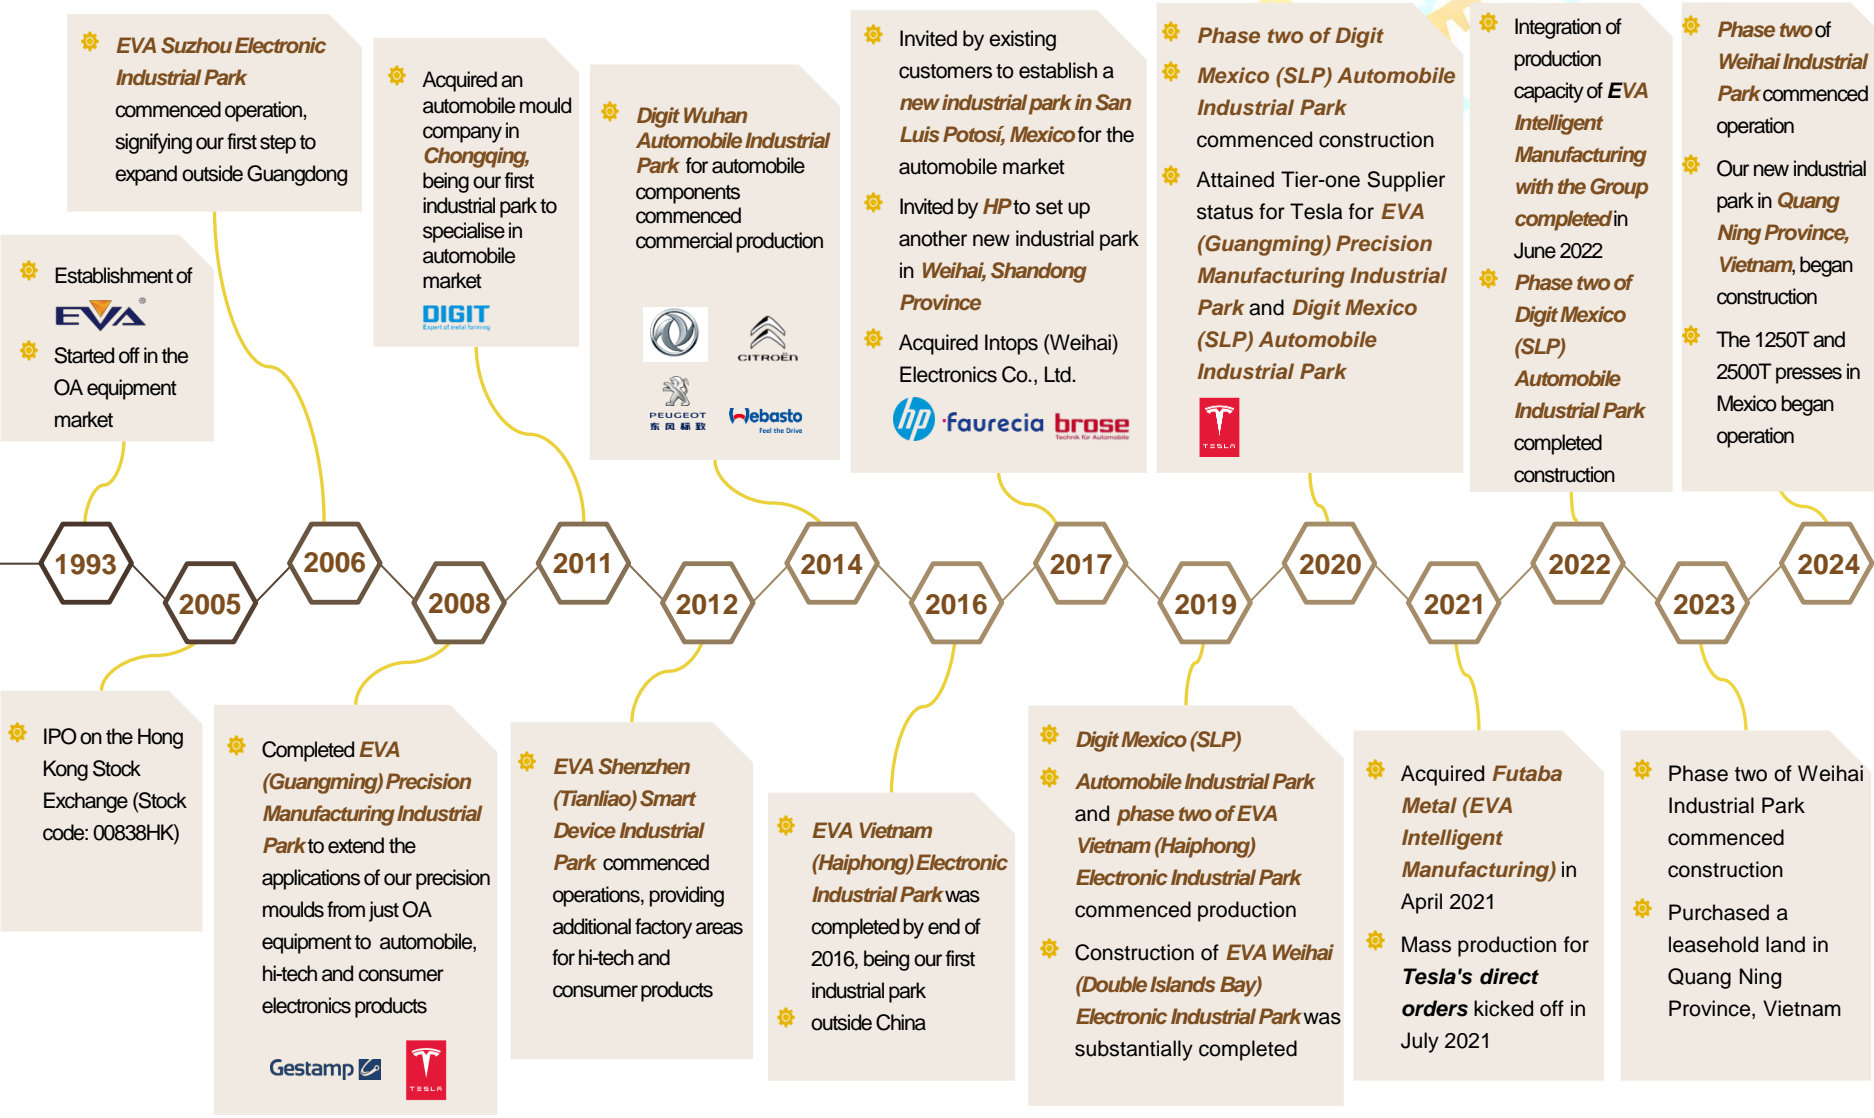 EVA Suzhou Electronic
Industrial Park
commenced operation,
signifying our first step to
expand outside Guangdong
Acquired an
automobile mould
company in
Chongqing,
being our first
industrial park to
specialise in
automobile
market
DIGIT
Expert of metal forming
Digit Wuhan
Automobile Industrial
Park for automobile
components
commenced
commercial production
CITROËN
PEUGEOT
东风标致
Webasto
Feel the Drive
Invited by existing
customers to establish a
new industrial park in San
Luis Potosí, Mexico for the
automobile market
Invited by HP to set up
another new industrial park
in Weihai, Shandong
Province
Acquired Intops (Weihai)
Electronics Co., Ltd.
hp
faurecia
brose
Technik für Automobile
Phase two of Digit
Mexico (SLP) Automobile
Industrial Park
commenced construction
Attained Tier-one Supplier
status for Tesla for EVA
(Guangming) Precision
Manufacturing Industrial
Park and Digit Mexico
(SLP) Automobile
Industrial Park
TESLA
Integration of
production
capacity of EVA
Intelligent
Manufacturing
with the Group
completed in
June 2022
Phase two of
Digit Mexico
(SLP)
Automobile
Industrial Park
completed
construction
Phase two of
Weihai Industrial
Park commenced
operation
Our new industrial
park in Quang
Ning Province,
Vietnam, began
construction
The 1250T and
2500T presses in
Mexico began
operation
Establishment of
EVA®
Started off in the
OA equipment
market
1993
2005
2006
2008
2011
2012
2014
2016
2017
2019
2020
2021
2022
2023
2024
IPO on the Hong
Kong Stock
Exchange (Stock
code: 00838HK)
Completed EVA
(Guangming) Precision
Manufacturing Industrial
Park to extend the
applications of our precision
moulds from just OA
equipment to automobile,
hi-tech and consumer
electronics products
Gestamp
TESLA
EVA Shenzhen
(Tianliao) Smart
Device Industrial
Park commenced
operations, providing
additional factory areas
for hi-tech and
consumer products
EVA Vietnam
(Haiphong) Electronic
Industrial Park was
completed by end of
2016, being our first
industrial park
outside China
Digit Mexico (SLP)
Automobile Industrial Park
and phase two of EVA
Vietnam (Haiphong)
Electronic Industrial Park
commenced production
Construction of EVA Weihai
(Double Islands Bay)
Electronic Industrial Park was
substantially completed
Acquired Futaba
Metal (EVA
Intelligent
Manufacturing) in
April 2021
Mass production for
Tesla's direct
orders kicked off in
July 2021
Phase two of Weihai
Industrial Park
commenced
construction
Purchased a
leasehold land in
Quang Ning
Province, Vietnam